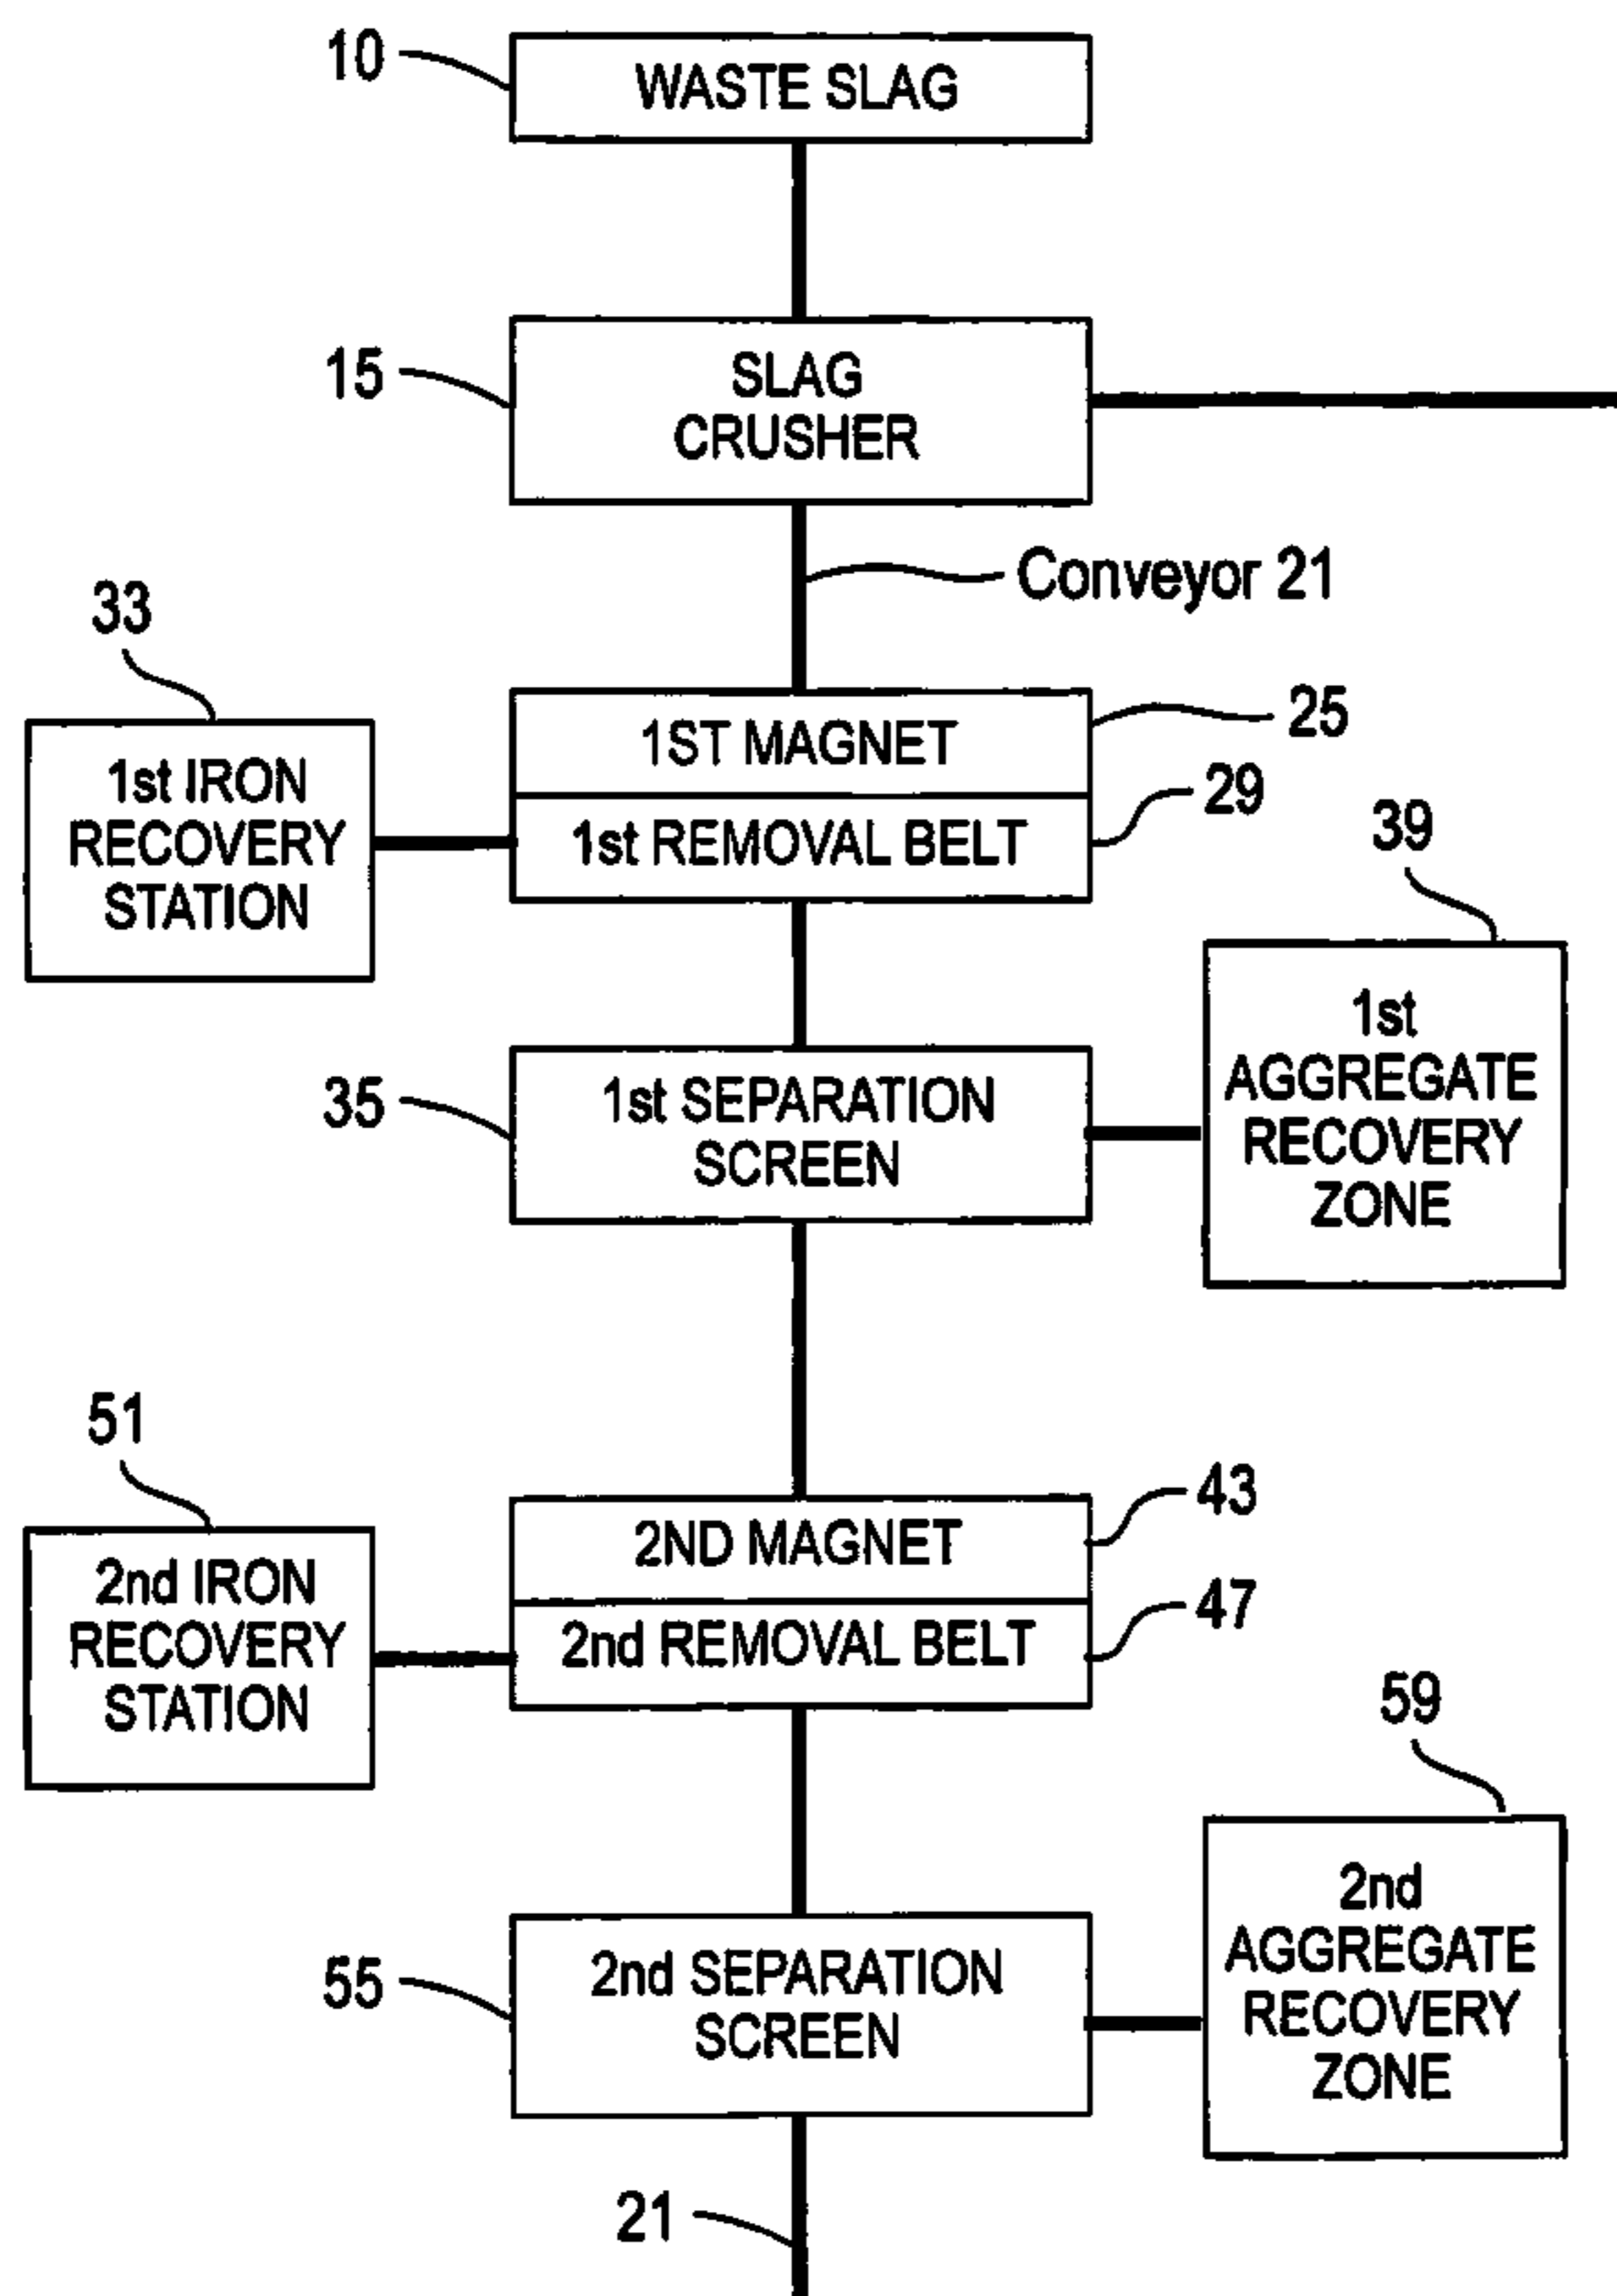 10
WASTE SLAG
15
SLAG
CRUSHER
Conveyor 21
33
1ST MAGNET
25
1st IRON
RECOVERY
STATION
1st REMOVAL BELT
29
39
35
1st SEPARATION
SCREEN
1st
AGGREGATE
RECOVERY
ZONE
51
2ND MAGNET
43
2nd IRON
RECOVERY
STATION
2nd REMOVAL BELT
47
59
55
2nd SEPARATION
SCREEN
2nd
AGGREGATE
RECOVERY
ZONE
21